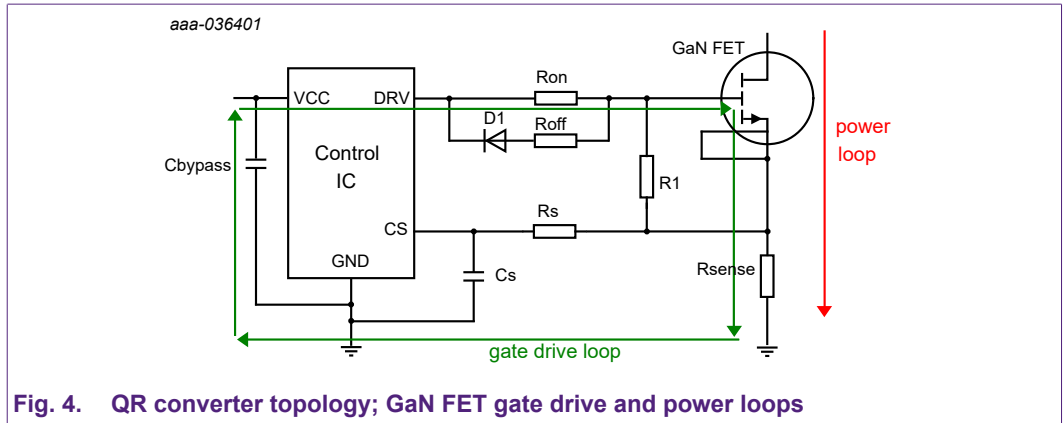 aaa-036401
GaN FET
VCC
DRV
Ron
D1
Roff
power
loop
Cbypass
Control
IC
R1
CS
Rs
GND
Cs
Rsense
gate drive loop
Fig. 4. QR converter topology; GaN FET gate drive and power loops